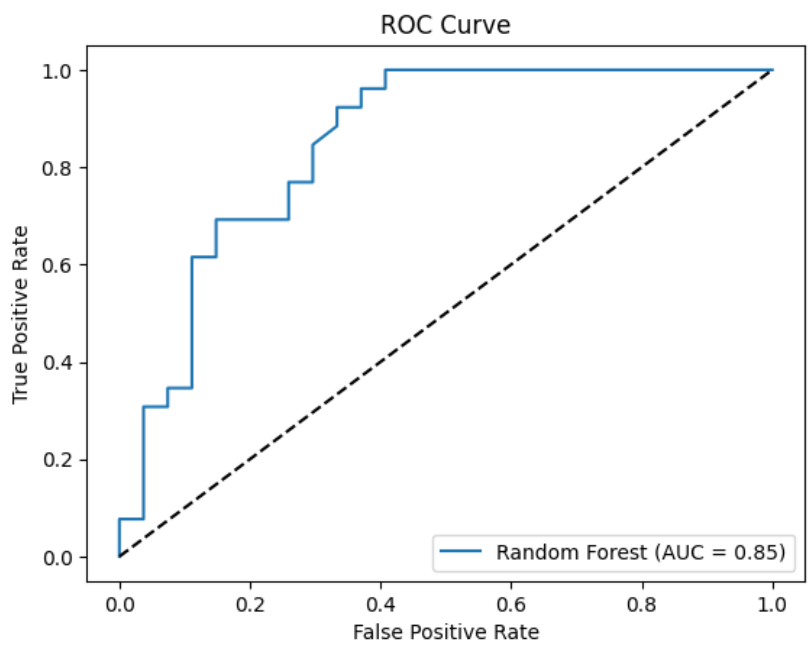 ROC Curve
True Positive Rate
1.0
0.8
0.6
0.4
0.2
0.0
Random Forest (AUC = 0.85)
0.0 0.2 0.4 0.6 0.8 1.0
False Positive Rate